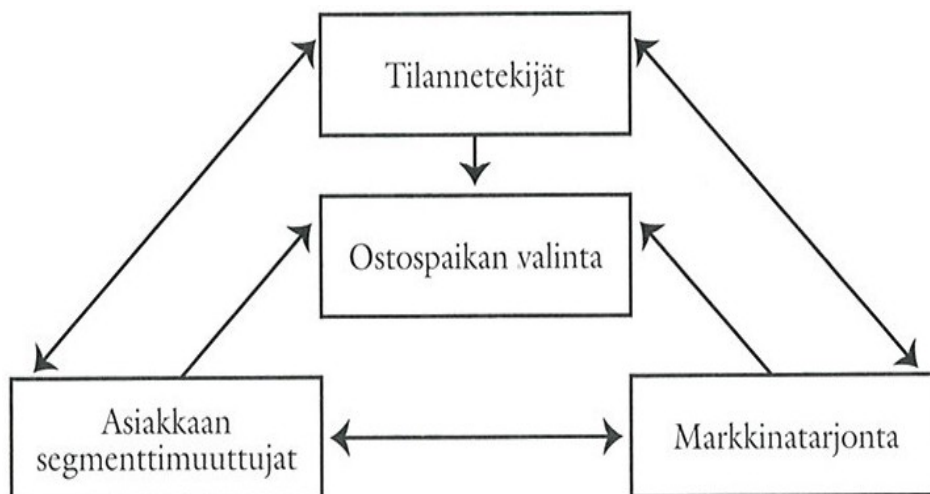 Tilannetekijät
Ostospaikan valinta
Asiakkaan
segmenttimuuttujat
Markkinatarjonta